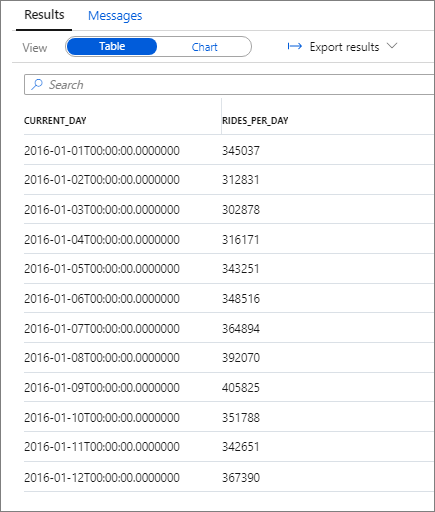 Results Messages
View Table Chart Export results
Search
CURRENT_DAY RIDES_PER_DAY
2016-01-01T00:00:00.0000000 345037
2016-01-02T00:00:00.0000000 312831
2016-01-03T00:00:00.0000000 302878
2016-01-04T00:00:00.0000000 316171
2016-01-05T00:00:00.0000000 343251
2016-01-06T00:00:00.0000000 348516
2016-01-07T00:00:00.0000000 364894
2016-01-08T00:00:00.0000000 392070
2016-01-09T00:00:00.0000000 405825
2016-01-10T00:00:00.0000000 351788
2016-01-11T00:00:00.0000000 342651
2016-01-12T00:00:00.0000000 367390